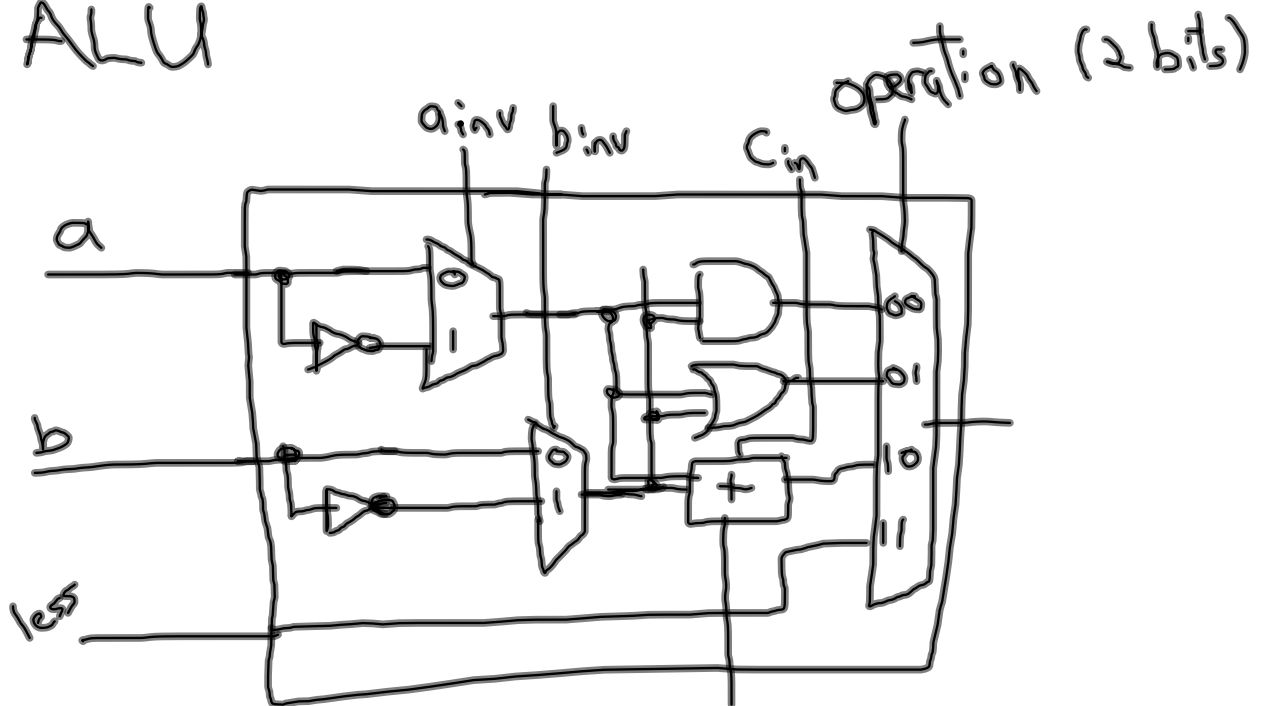 ALU
operation (2 bits)
ainv binv Cin
a
0
1
00
01
b
0
1
+
10
11
less